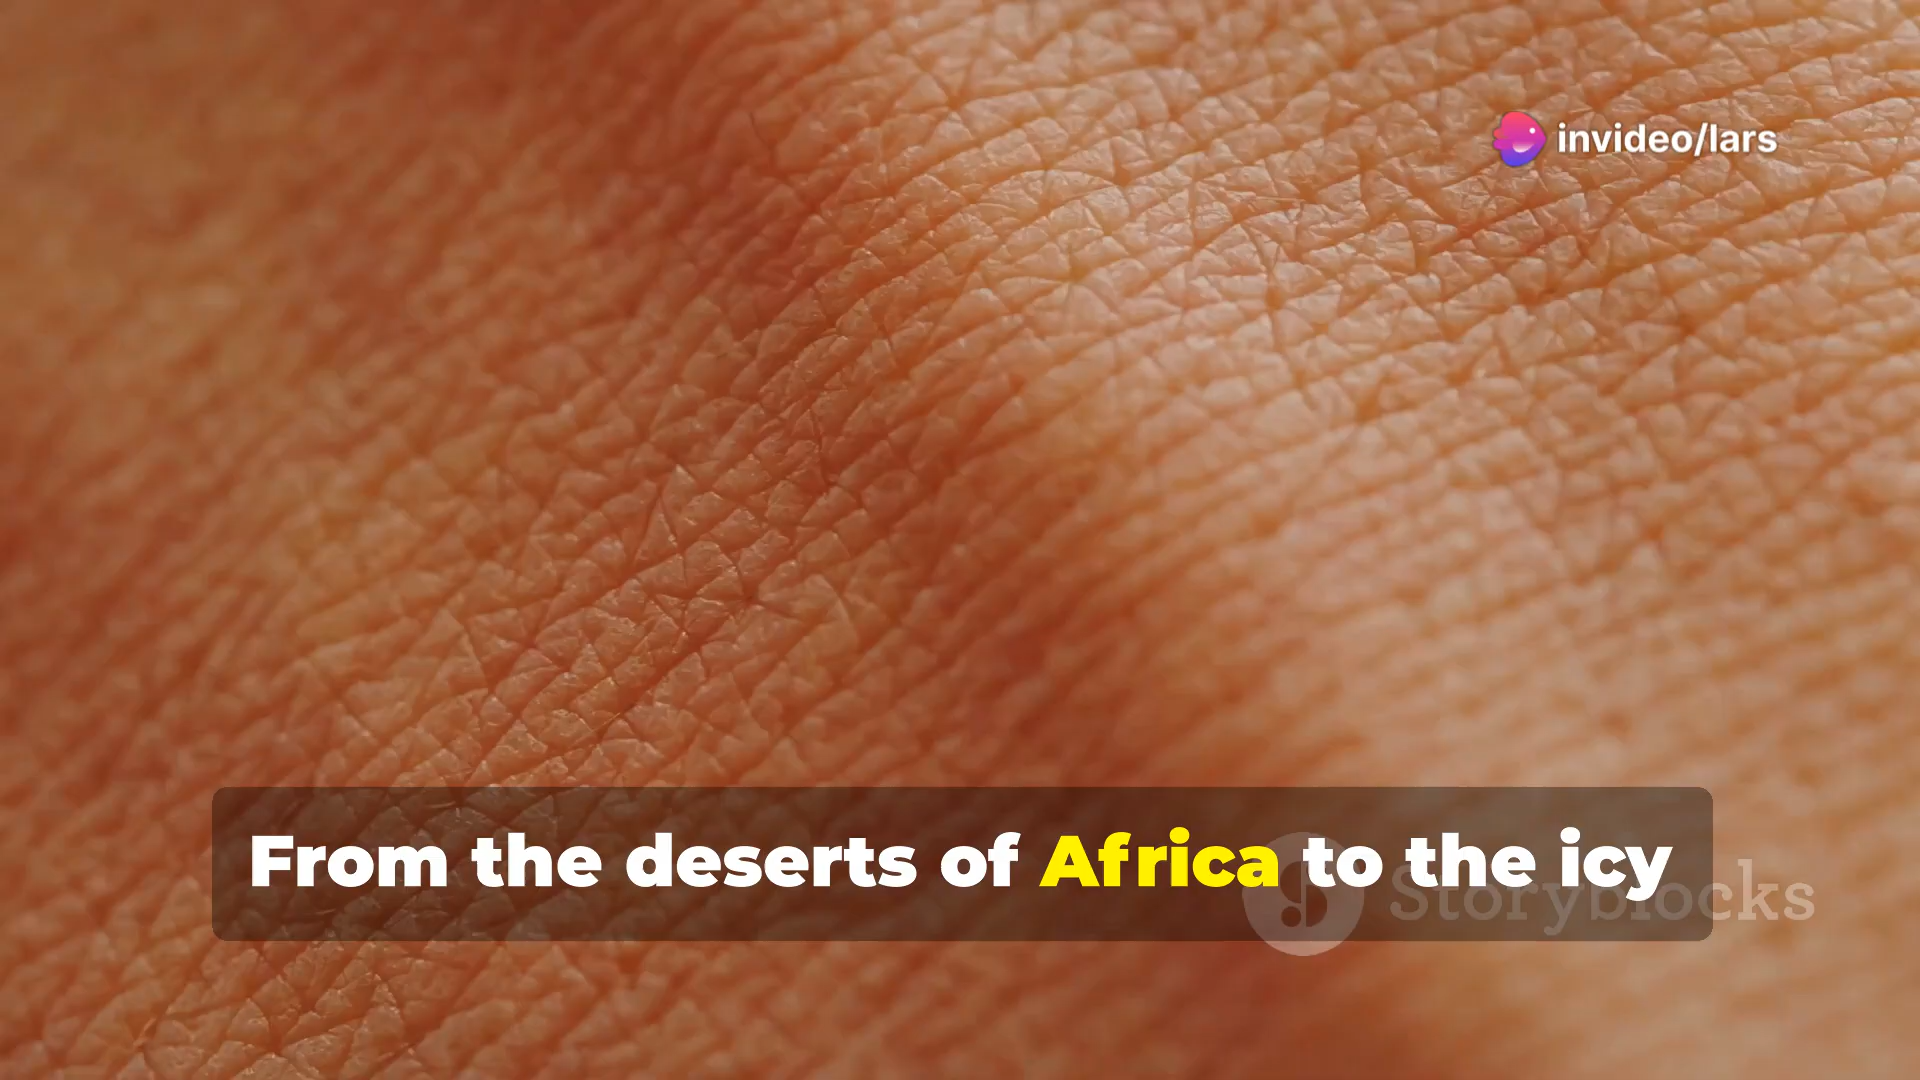 invideo/lars
From the deserts of Africa to the icy
Storyblocks